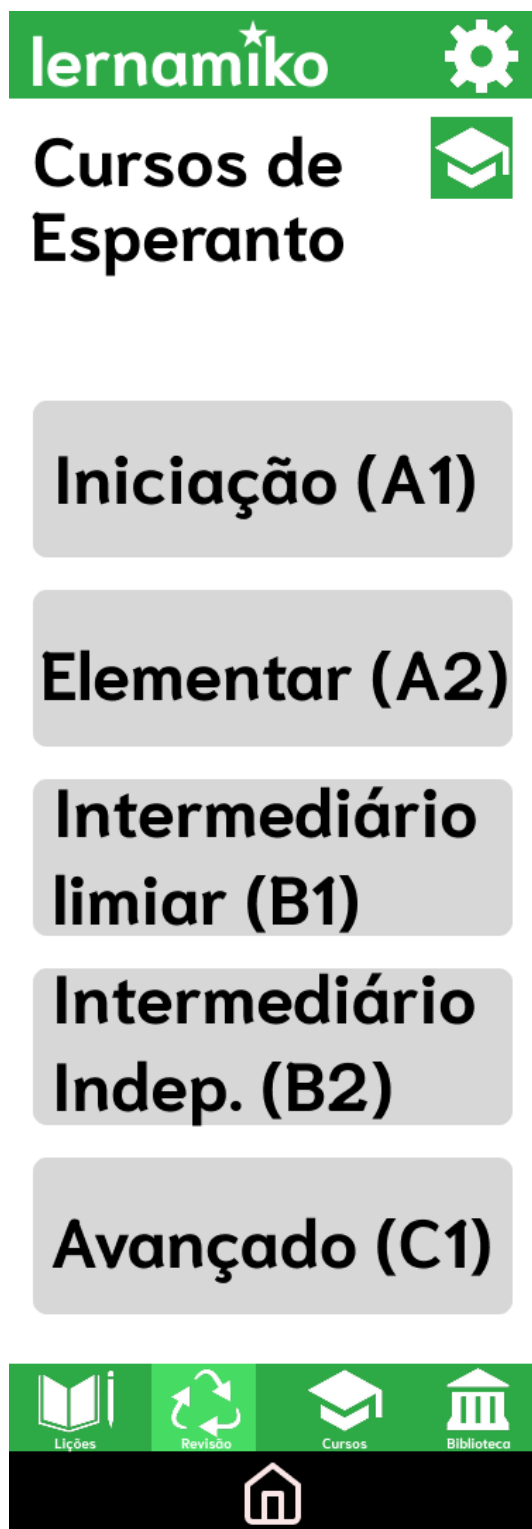 lernamiko
Cursos de
Esperanto
Iniciação (A1)
Elementar (A2)
Intermediário
limiar (B1)
Intermediário
Indep. (B2)
Avançado (C1)
Lições
Revisão
Cursos
Biblioteca